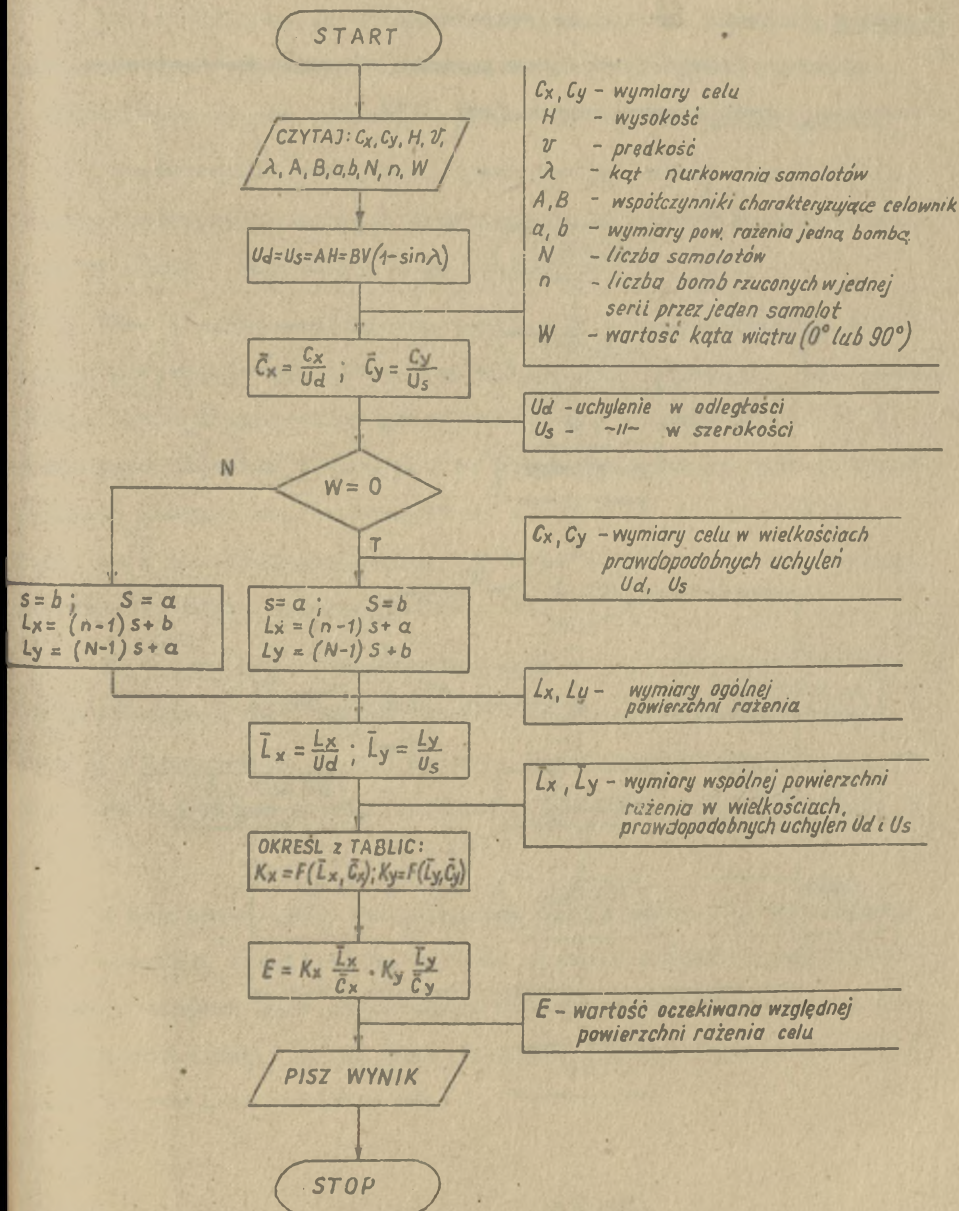 START
CZYTAJ: Cx, Cy, H, v,
λ, A, B, a, b, N, n, W
Ud=Us=AH=BV(1-sinλ)
C̄x = Cx/Ud ; C̄y = Cy/Us
Cx, Cy - wymiary celu
H - wysokość
v - prędkość
λ - kąt nurkowania samolotów
A, B - współczynniki charakteryzujące celownik
a, b - wymiary pow. rażenia jedną bombą
N - liczba samolotów
n - liczba bomb rzuconych w jednej
serii przez jeden samolot
W - wartość kąta wiatru (0° lub 90°)
Ud - uchylenie w odległości
Us - ~11~ w szerokości
W = 0
N
T
Cx, Cy - wymiary celu w wielkościach
prawdopodobnych uchyleń
Ud, Us
s = b ; S = a
Lx = (n-1) s + b
Ly = (N-1) S + a
s = a ; S = b
Lx = (n-1) s + a
Ly = (N-1) S + b
Lx, Ly - wymiary ogólnej
powierzchni rażenia
L̄x = Lx/Ud ; L̄y = Ly/Us
L̄x, L̄y - wymiary wspólnej powierzchni
rażenia w wielkościach,
prawdopodobnych uchyleń Ud i Us
OKREŚL z TABLIC:
Kx = F(L̄x, C̄x); Ky=F(L̄y, C̄y)
E = Kx L̄x/C̄x · Ky L̄y/C̄y
E - wartość oczekiwana względnej
powierzchni rażenia celu
PISZ WYNIK
STOP